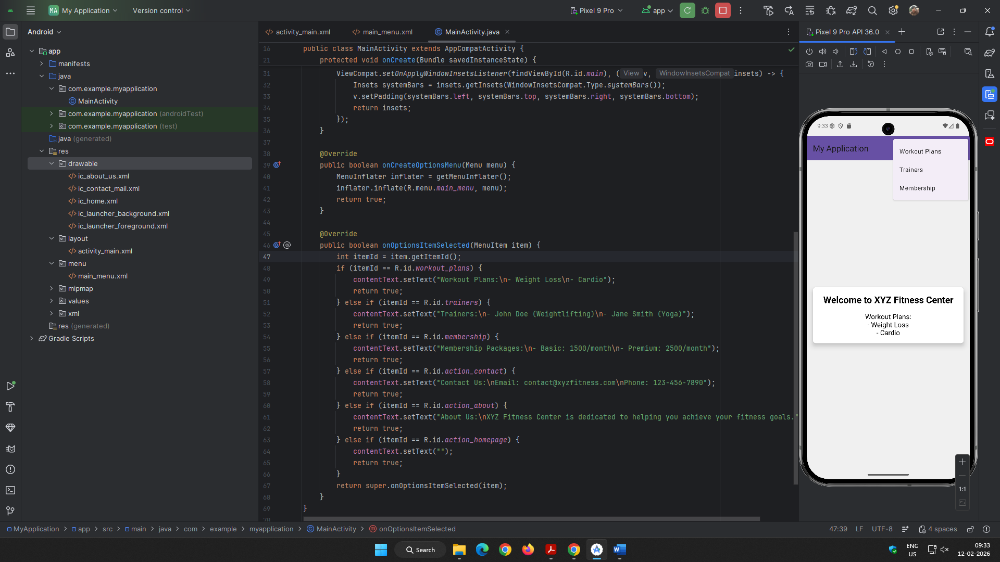 MA My Application
Version control
Pixel 9 Pro
app
Android
activity_main.xml
main_menu.xml
MainActivity.java
Pixel 9 Pro API 36.0
app
manifests
java
com.example.myapplication
MainActivity
com.example.myapplication (androidTest)
com.example.myapplication (test)
java (generated)
res
drawable
ic_about_us.xml
ic_contact_mail.xml
ic_home.xml
ic_launcher_background.xml
ic_launcher_foreground.xml
layout
activity_main.xml
menu
main_menu.xml
mipmap
values
xml
res (generated)
Gradle Scripts
16 public class MainActivity extends AppCompatActivity {
21 protected void onCreate(Bundle savedInstanceState) {
31 ViewCompat.setOnApplyWindowInsetsListener(findViewById(R.id.main), ( View v, WindowInsetsCompat insets) -> {
32 Insets systemBars = insets.getInsets(WindowInsetsCompat.Type.systemBars());
33 v.setPadding(systemBars.left, systemBars.top, systemBars.right, systemBars.bottom);
34 return insets;
35 });
36 }
37
38 @Override
39 public boolean onCreateOptionsMenu(Menu menu) {
40 MenuInflater inflater = getMenuInflater();
41 inflater.inflate(R.menu.main_menu, menu);
42 return true;
43 }
44
45 @Override
46 @ public boolean onOptionsItemSelected(MenuItem item) {
47 int itemId = item.getItemId();
48 if (itemId == R.id.workout_plans) {
49 contentText.setText("Workout Plans:\n- Weight Loss\n- Cardio");
50 return true;
51 } else if (itemId == R.id.trainers) {
52 contentText.setText("Trainers:\n- John Doe (Weightlifting)\n- Jane Smith (Yoga)");
53 return true;
54 } else if (itemId == R.id.membership) {
55 contentText.setText("Membership Packages:\n- Basic: 1500/month\n- Premium: 2500/month");
56 return true;
57 } else if (itemId == R.id.action_contact) {
58 contentText.setText("Contact Us:\nEmail: contact@xyzfitness.com\nPhone: 123-456-7890");
59 return true;
60 } else if (itemId == R.id.action_about) {
61 contentText.setText("About Us:\nXYZ Fitness Center is dedicated to helping you achieve your fitness goals."
62 return true;
63 } else if (itemId == R.id.action_homepage) {
64 contentText.setText("");
65 return true;
66 }
67 return super.onOptionsItemSelected(item);
68 }
69 }
70
9:33
My Application
Workout Plans
Trainers
Membership
Welcome to XYZ Fitness Center
Workout Plans:
- Weight Loss
- Cardio
1:1
MyApplication > app > src > main > java > com > example > myapplication > MainActivity > onOptionsItemSelected
47:39 LF UTF-8 4 spaces
Search
ENG
US
09:33
12-02-2026